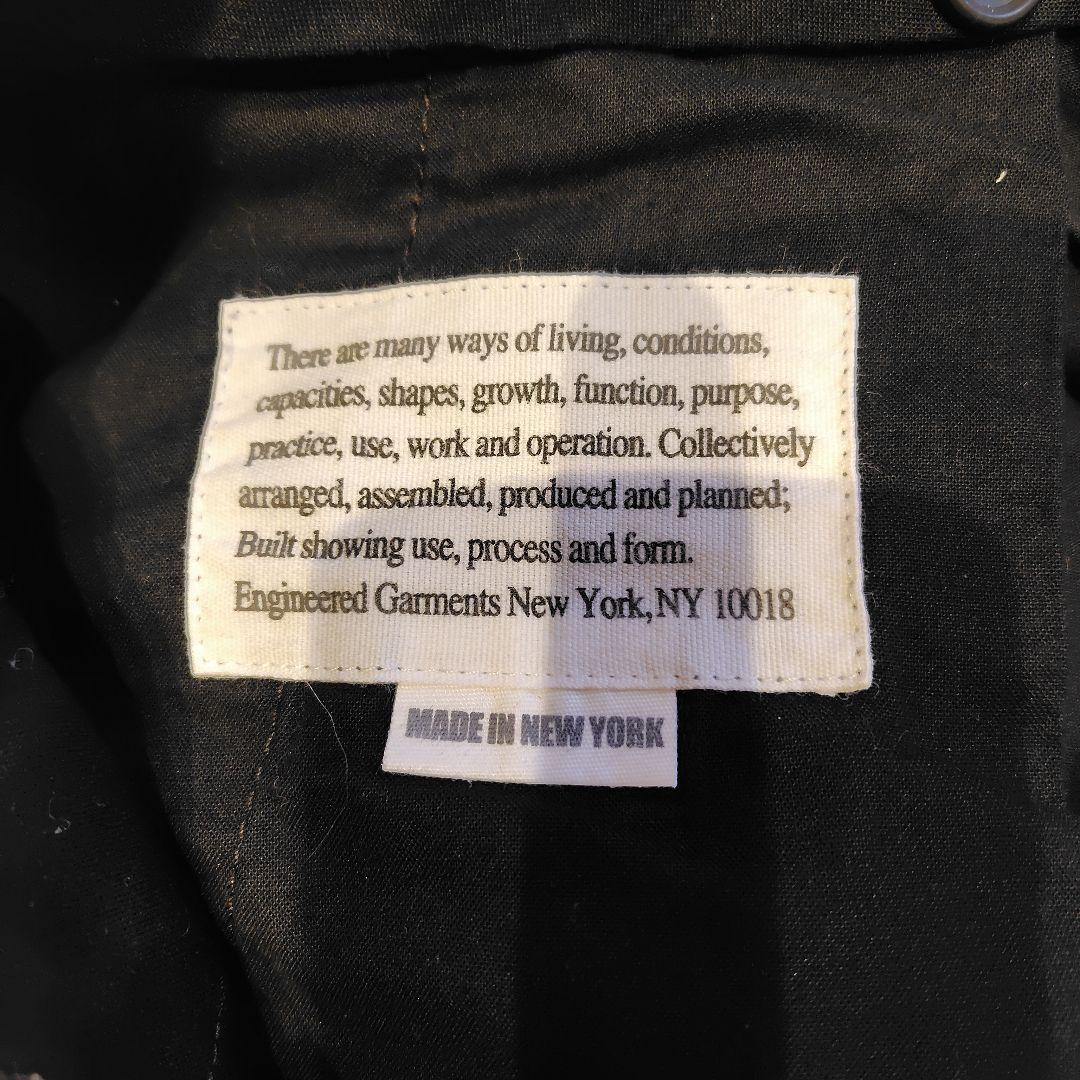 There are many ways of living, conditions,
capacities, shapes, growth, function, purpose,
practice, use, work and operation. Collectively
arranged, assembled, produced and planned;
Built showing use, process and form.
Engineered Garments New York, NY 10018
MADE IN NEW YORK